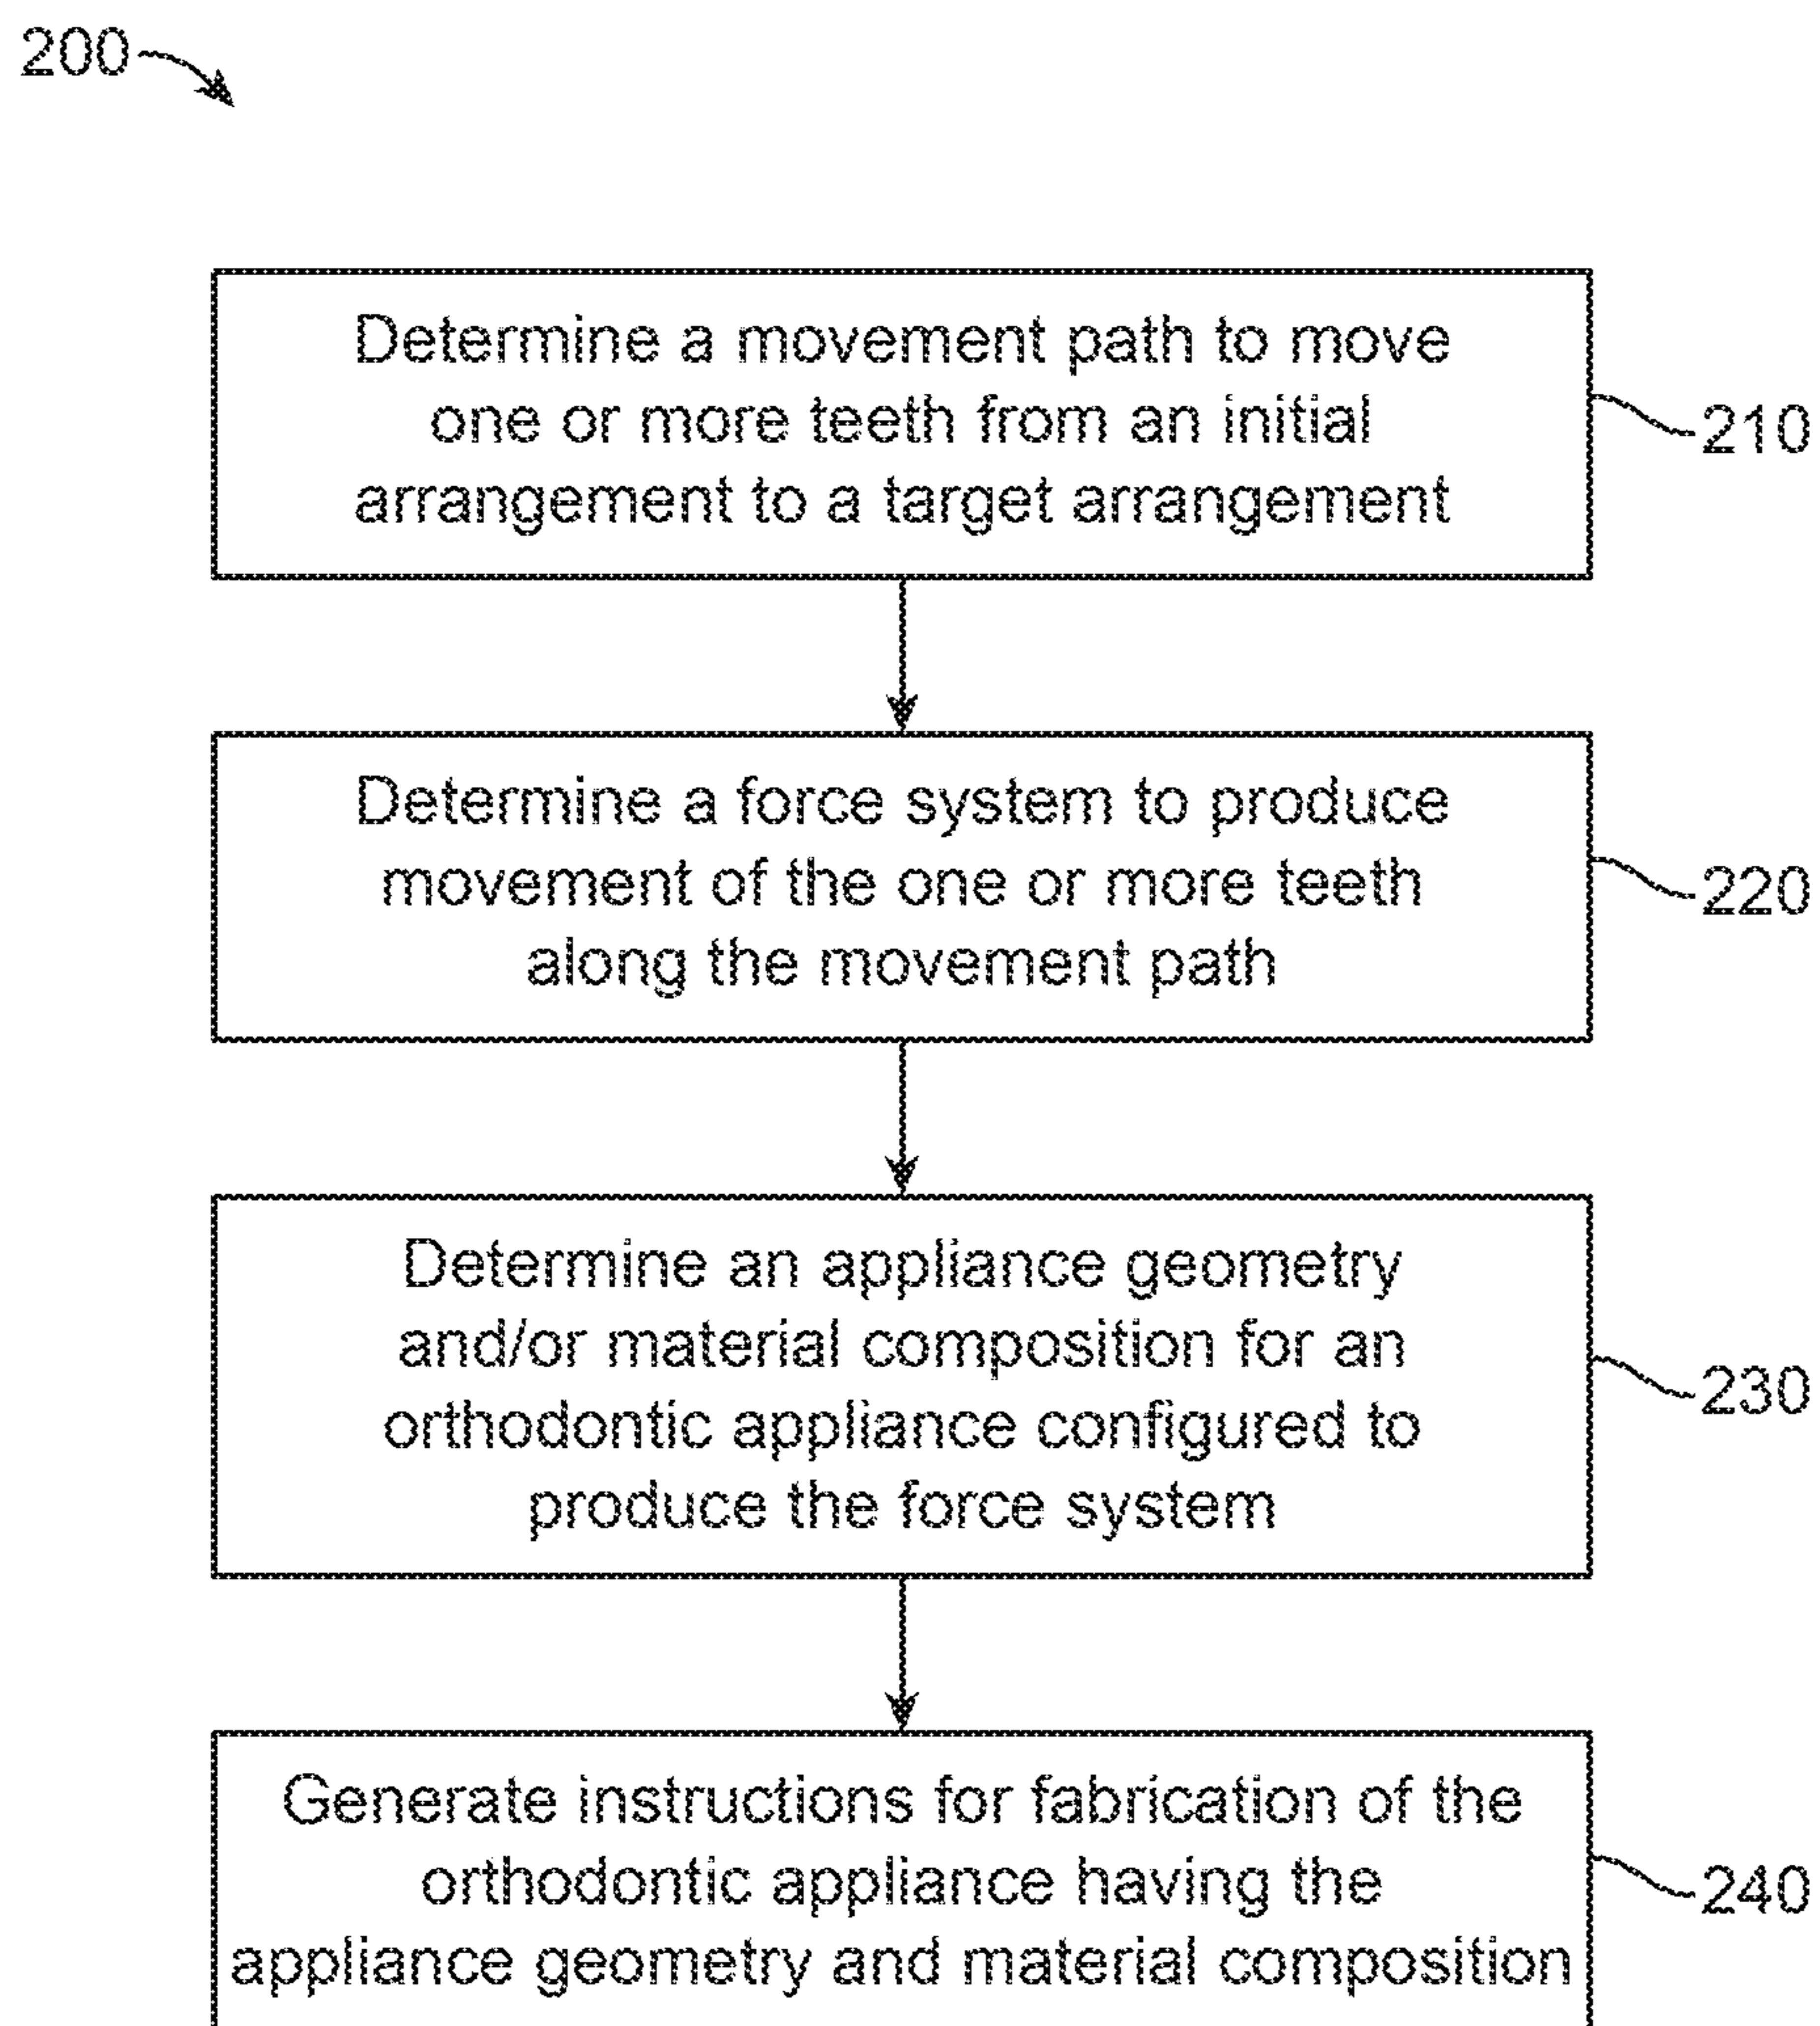 200
Determine a movement path to move
one or more teeth from an initial
arrangement to a target arrangement
210
Determine a force system to produce
movement of the one or more teeth
along the movement path
220
Determine an appliance geometry
and/or material composition for an
orthodontic appliance configured to
produce the force system
230
Generate instructions for fabrication of the
orthodontic appliance having the
appliance geometry and material composition
240